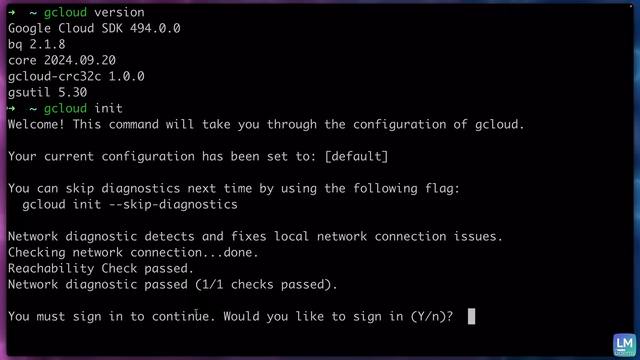 ➜ ~ gcloud version
Google Cloud SDK 494.0.0
bq 2.1.8
core 2024.09.20
gcloud-crc32c 1.0.0
gsutil 5.30
➜ ~ gcloud init
Welcome! This command will take you through the configuration of gcloud.
Your current configuration has been set to: [default]
You can skip diagnostics next time by using the following flag:
gcloud init --skip-diagnostics
Network diagnostic detects and fixes local network connection issues.
Checking network connection...done.
Reachability Check passed.
Network diagnostic passed (1/1 checks passed).
You must sign in to continue. Would you like to sign in (Y/n)?
LM